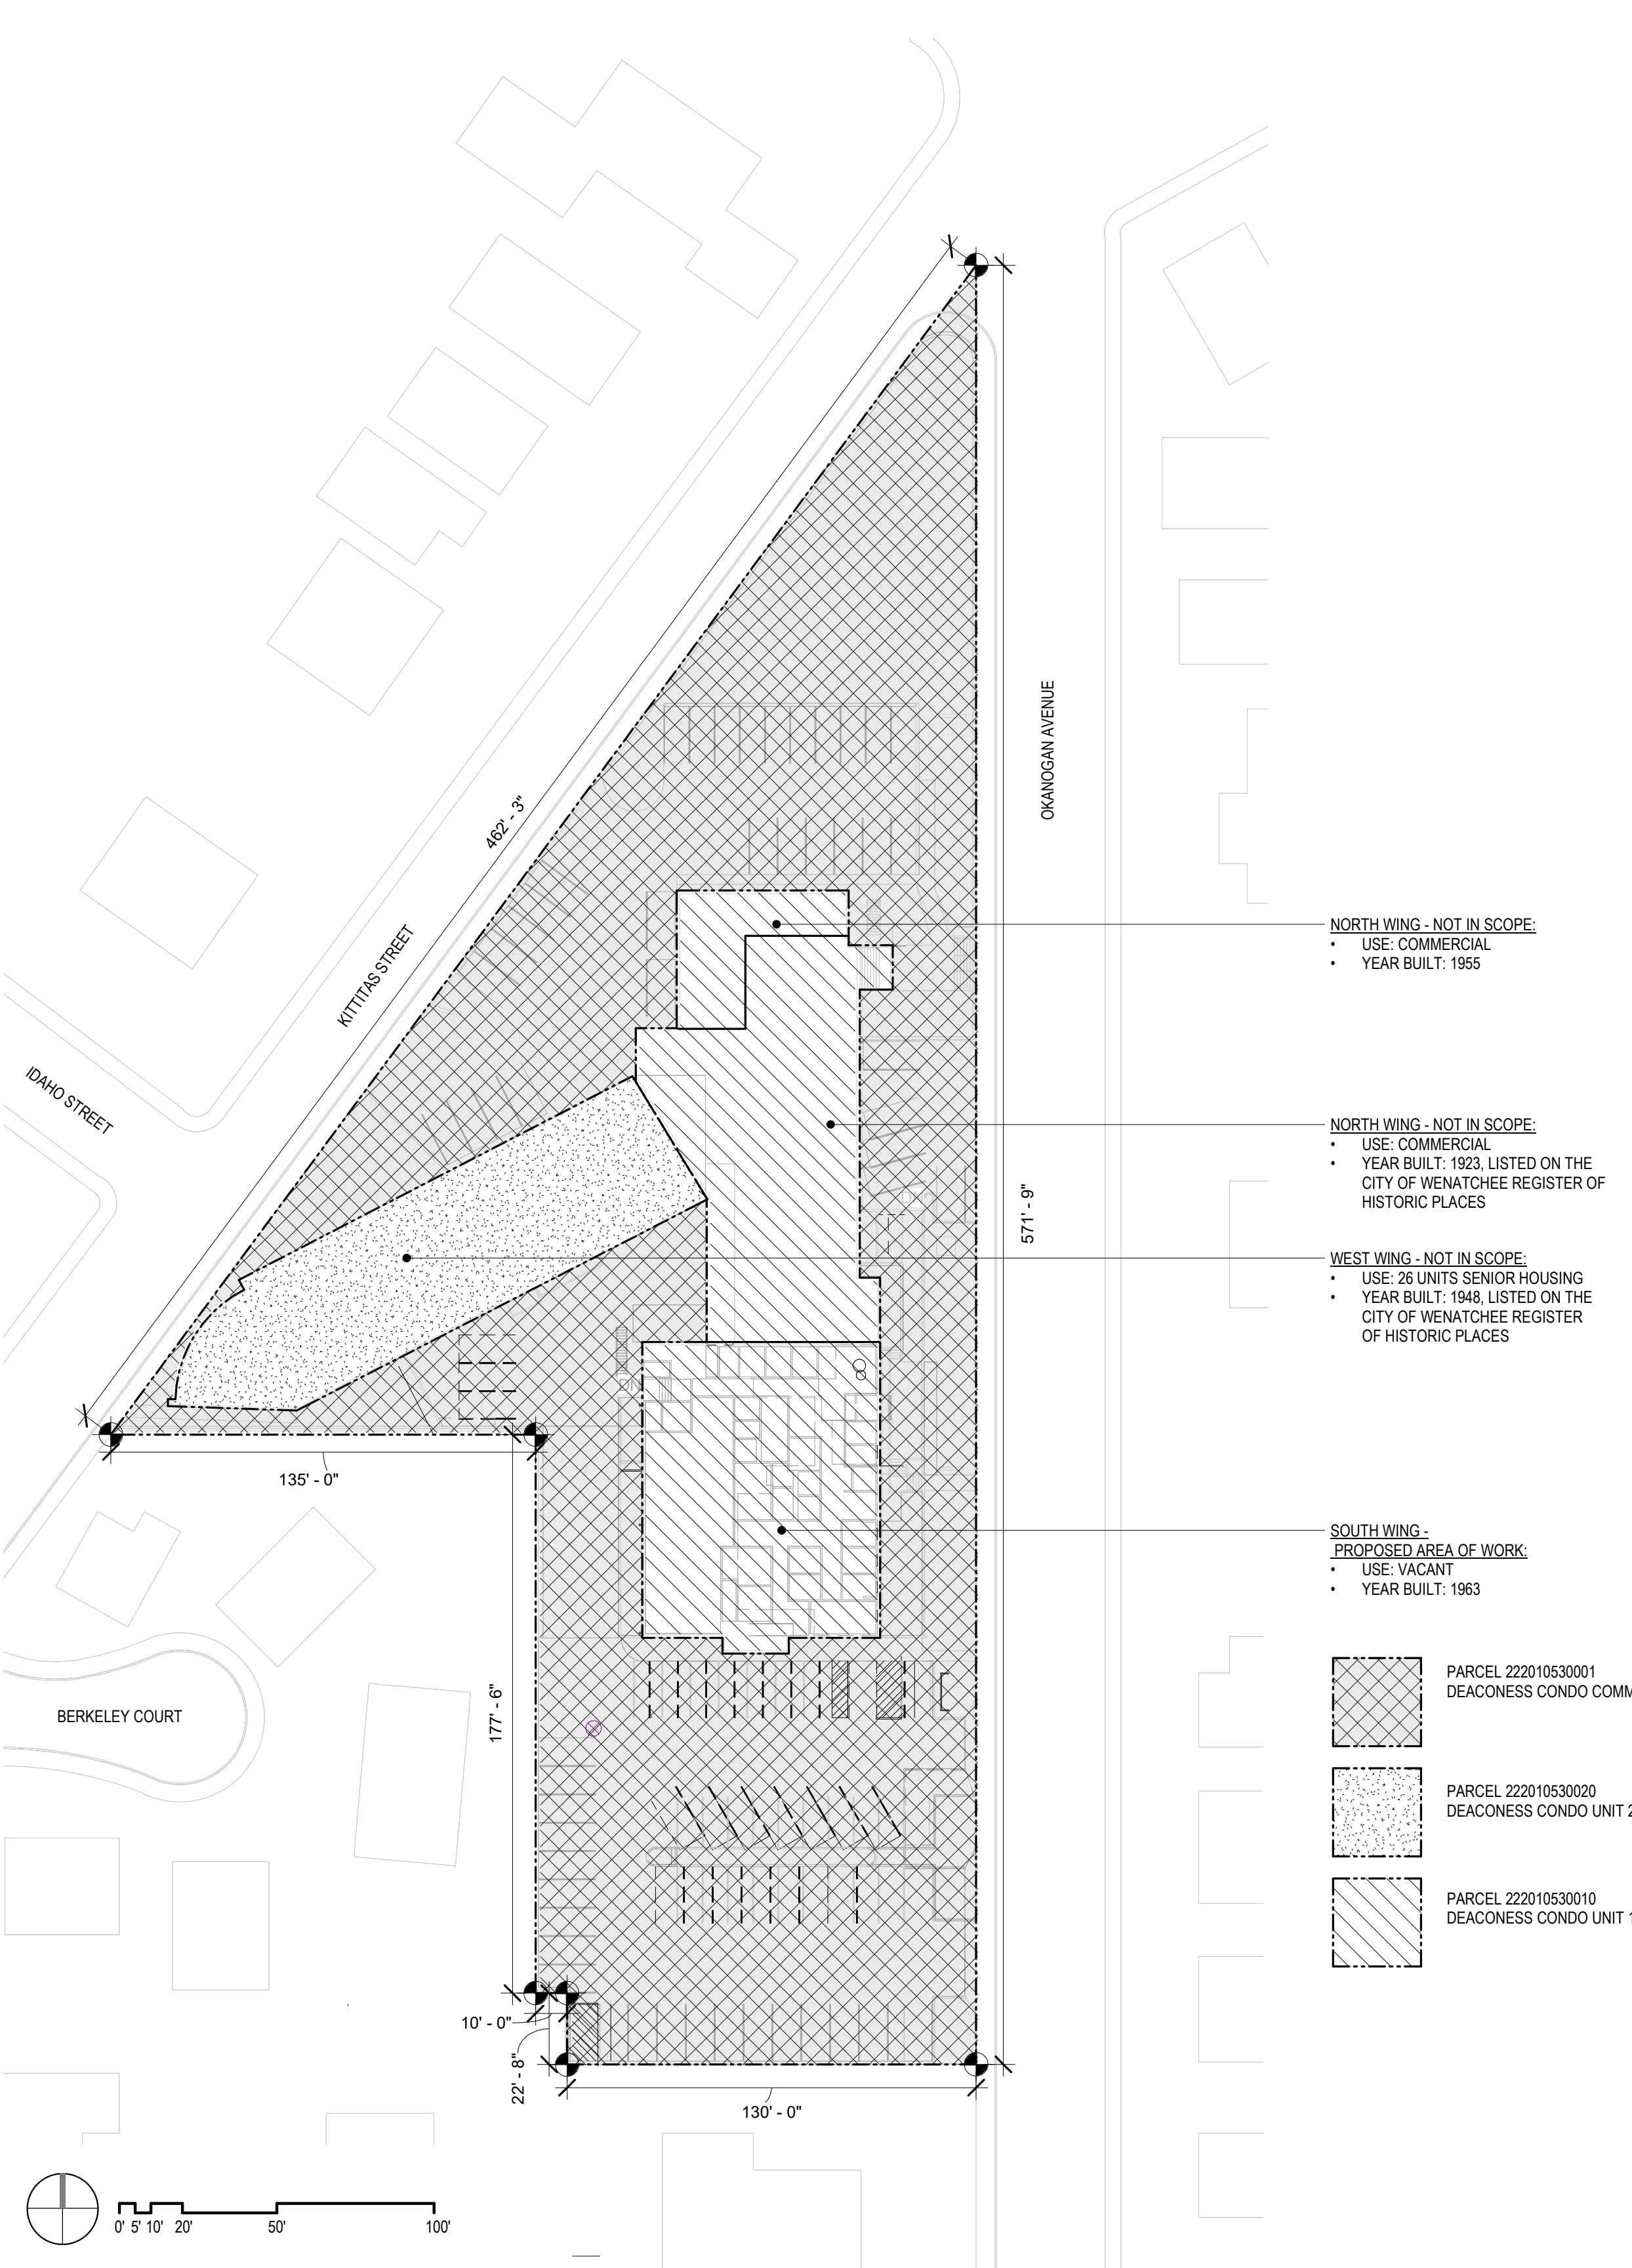 OKANOGAN AVENUE
462' - 3"
NORTH WING - NOT IN SCOPE:
• USE: COMMERCIAL
• YEAR BUILT: 1955
KITTITAS STREET
IDAHO STREET
NORTH WING - NOT IN SCOPE:
• USE: COMMERCIAL
• YEAR BUILT: 1923, LISTED ON THE
CITY OF WENATCHEE REGISTER OF
HISTORIC PLACES
571' - 9"
WEST WING - NOT IN SCOPE:
• USE: 26 UNITS SENIOR HOUSING
• YEAR BUILT: 1948, LISTED ON THE
CITY OF WENATCHEE REGISTER
OF HISTORIC PLACES
DN
135' - 0"
SOUTH WING -
PROPOSED AREA OF WORK:
• USE: VACANT
• YEAR BUILT: 1963
PARCEL 222010530001
DEACONESS CONDO COMM
177' - 6"
BERKELEY COURT
PARCEL 222010530020
DEACONESS CONDO UNIT 2
PARCEL 222010530010
DEACONESS CONDO UNIT 1
10' - 0"
22' - 8"
130' - 0"
0' 5' 10' 20' 50' 100'